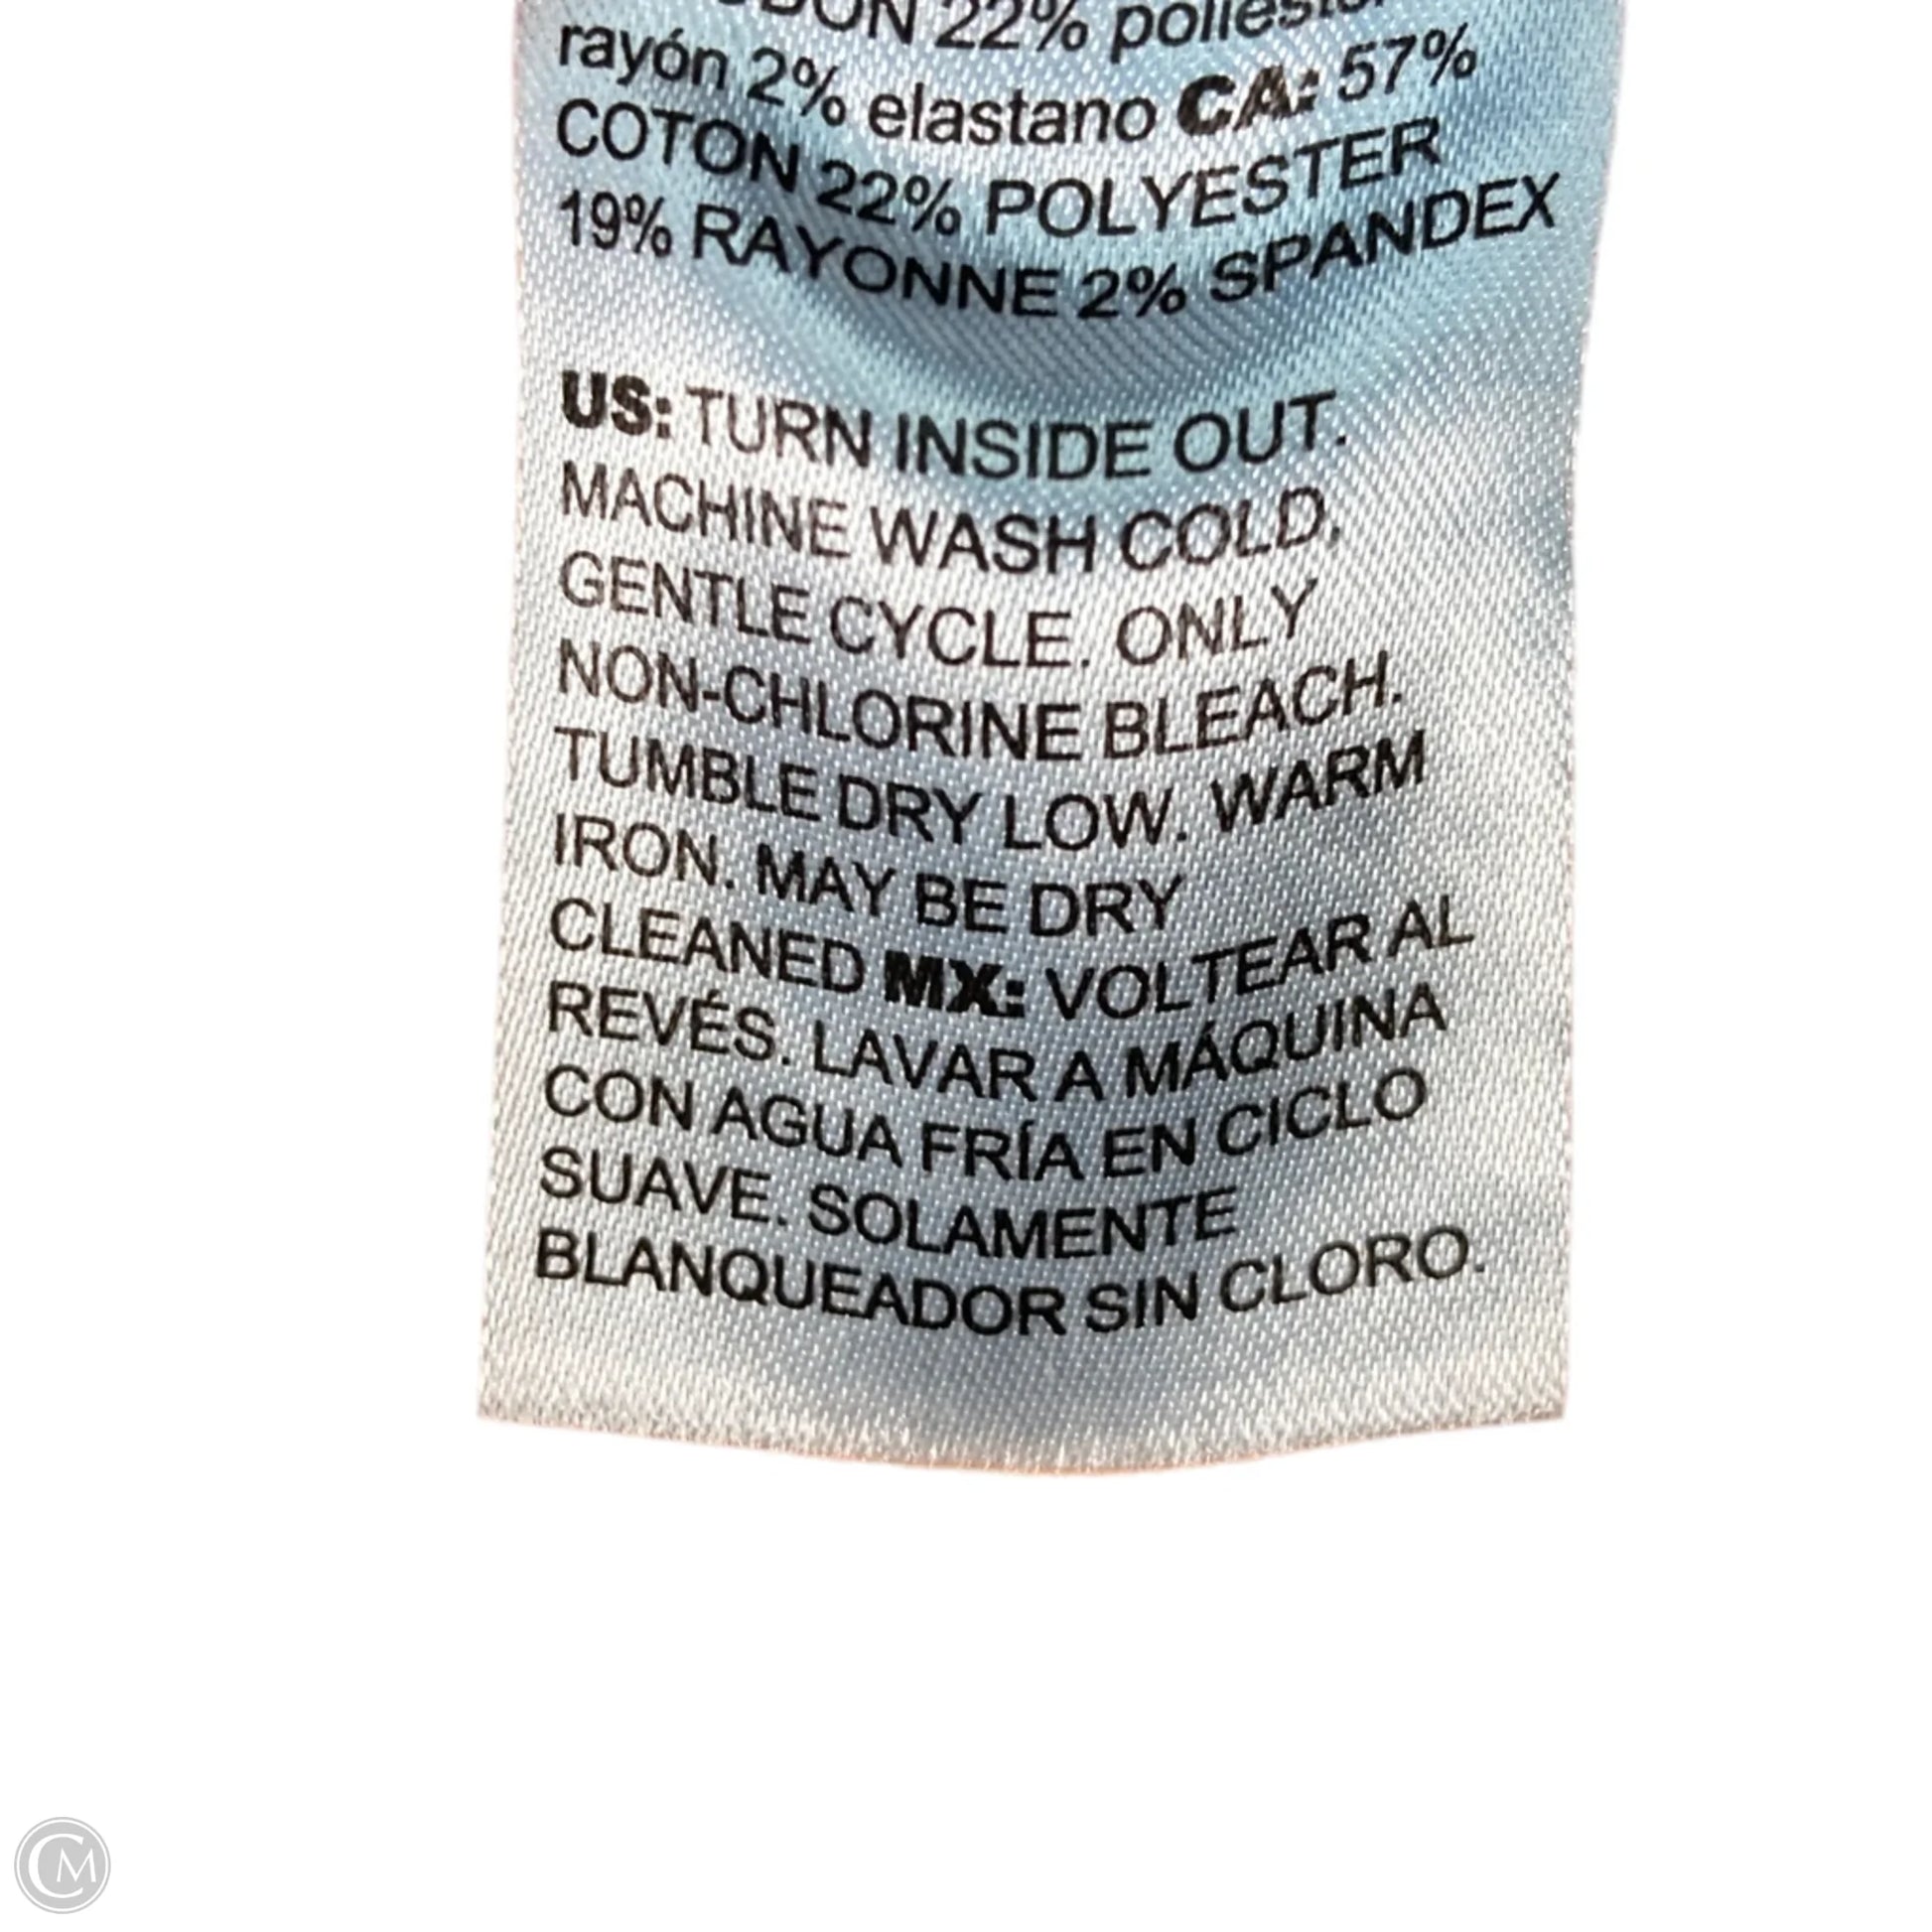 22%
rayón 2% elastano CA: 57%
COTON 22% POLYESTER
19% RAYONNE 2% SPANDEX
US: TURN INSIDE OUT.
MACHINE WASH COLD,
GENTLE CYCLE. ONLY
NON-CHLORINE BLEACH.
TUMBLE DRY LOW. WARM
IRON. MAY BE DRY
CLEANED MX: VOLTEAR AL
REVÉS. LAVAR A MÁQUINA
CON AGUA FRÍA EN CICLO
SUAVE. SOLAMENTE
BLANQUEADOR SIN CLORO.
CM